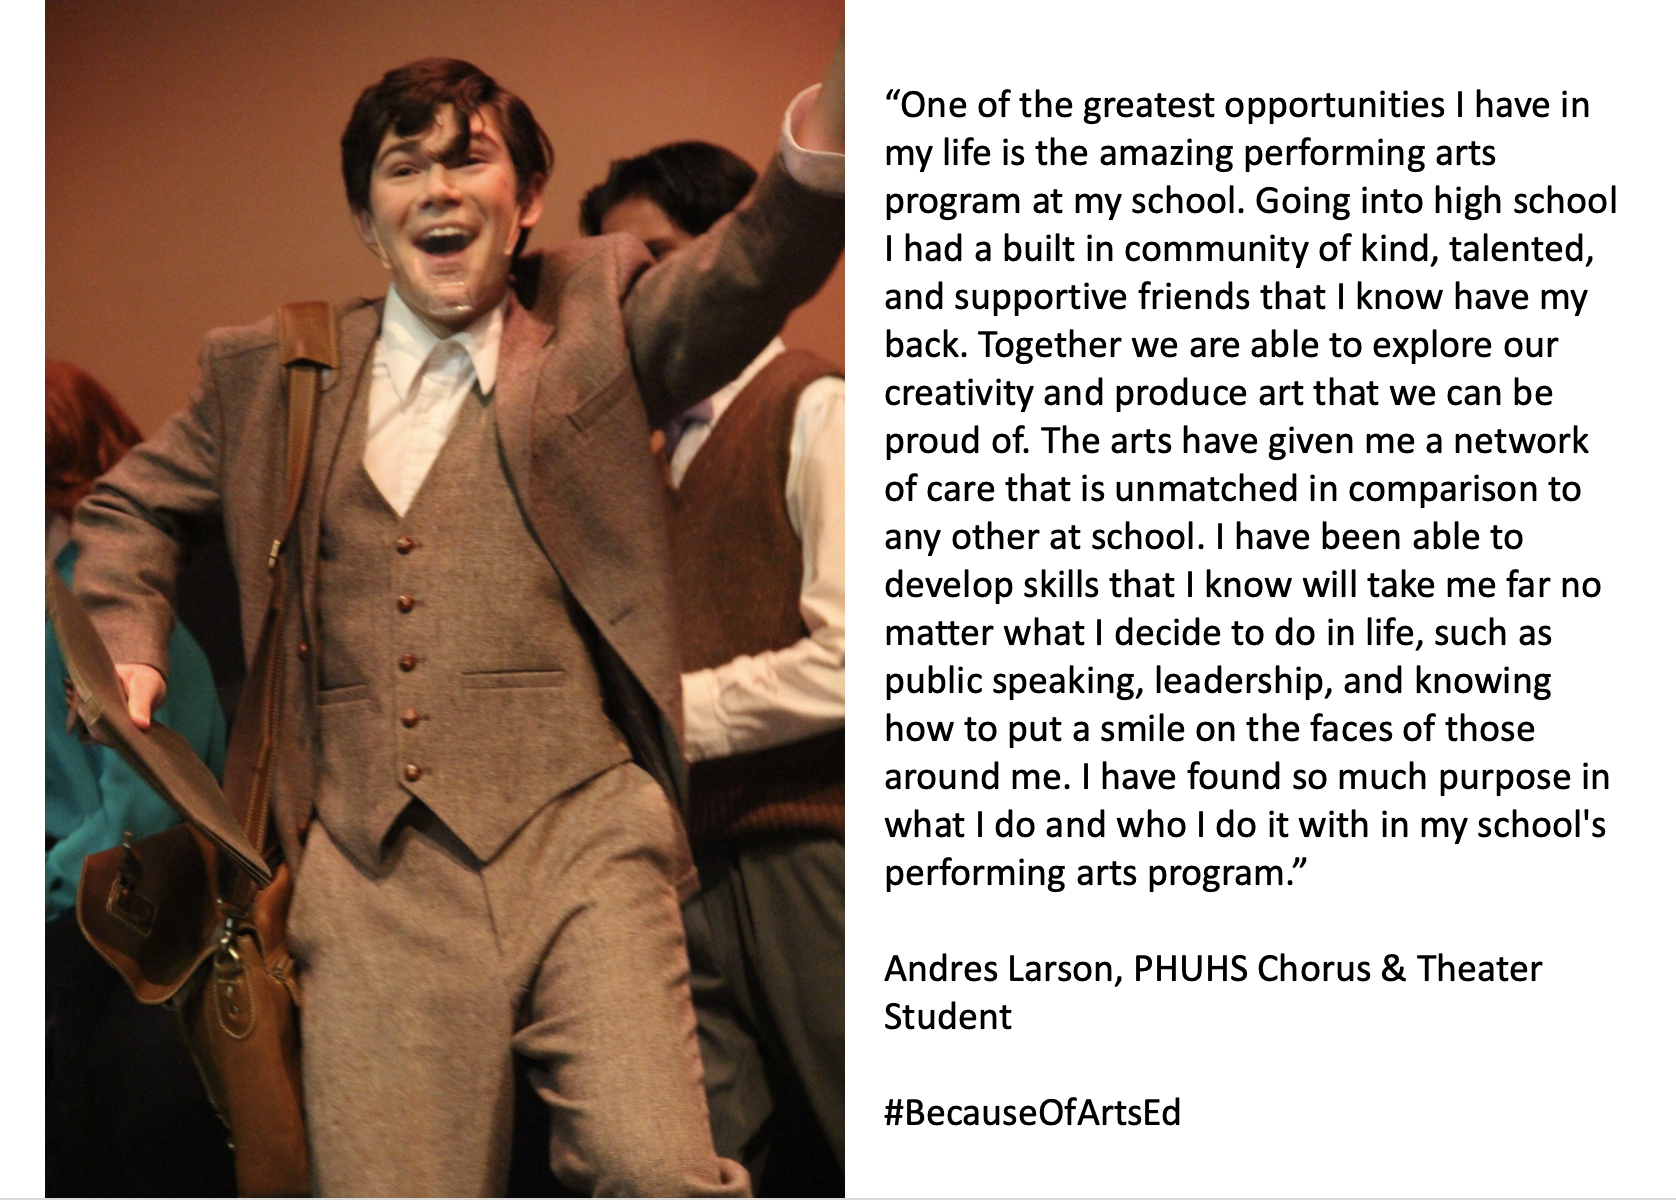 “One of the greatest opportunities I have in
my life is the amazing performing arts
program at my school. Going into high school
I had a built in community of kind, talented,
and supportive friends that I know have my
back. Together we are able to explore our
creativity and produce art that we can be
proud of. The arts have given me a network
of care that is unmatched in comparison to
any other at school. I have been able to
develop skills that I know will take me far no
matter what I decide to do in life, such as
public speaking, leadership, and knowing
how to put a smile on the faces of those
around me. I have found so much purpose in
what I do and who I do it with in my school's
performing arts program.”
Andres Larson, PHUHS Chorus & Theater
Student
#BecauseOfArtsEd